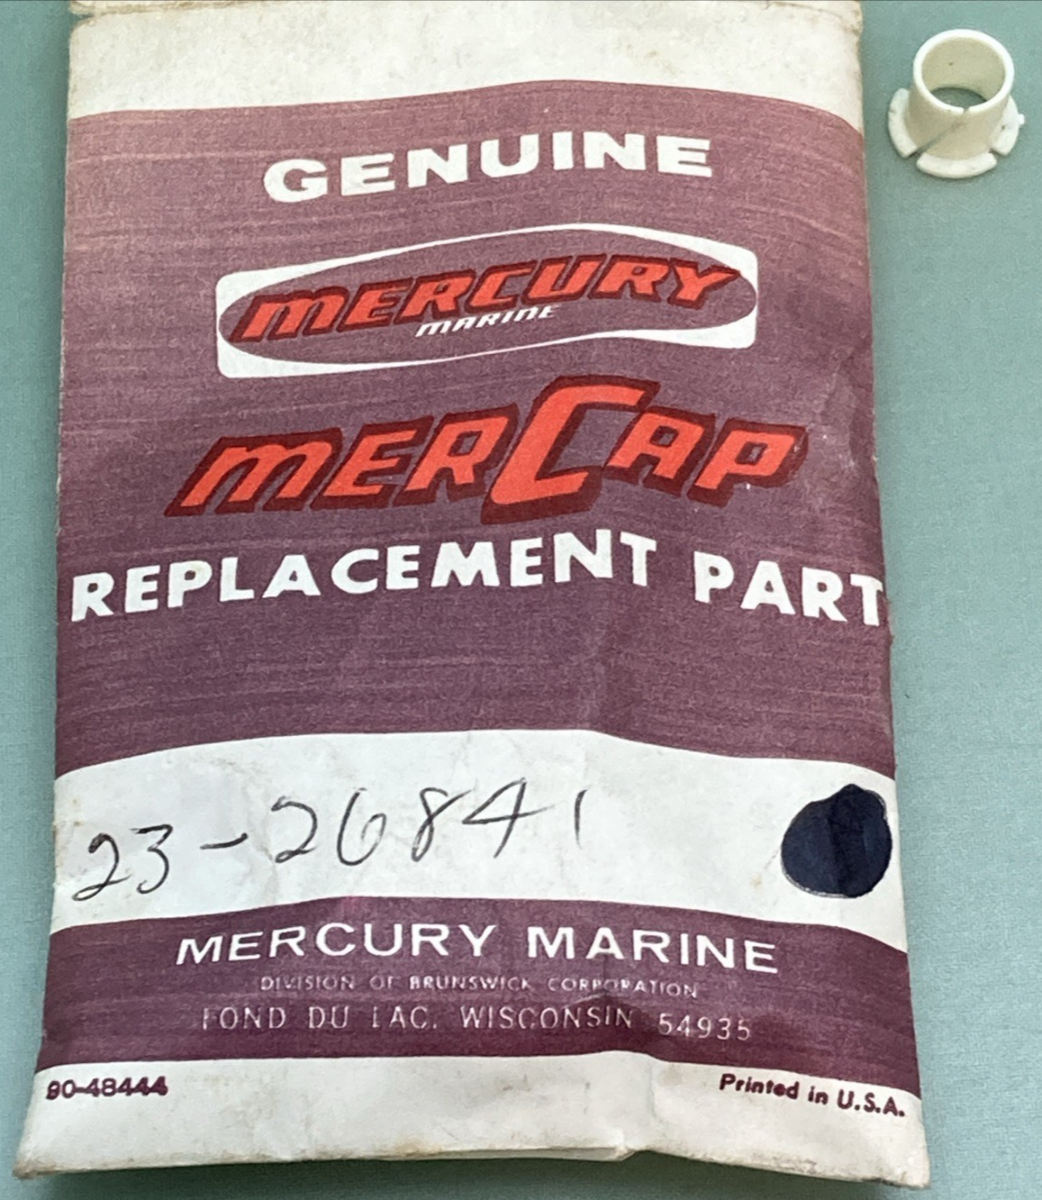 GENUINE
MERCURY
MARINE
MERCAP
REPLACEMENT PART
23-26841
MERCURY MARINE
DIVISION OF BRUNSWICK CORPORATION
FOND DU LAC, WISCONSIN 54935
90-48444
Printed in U.S.A.